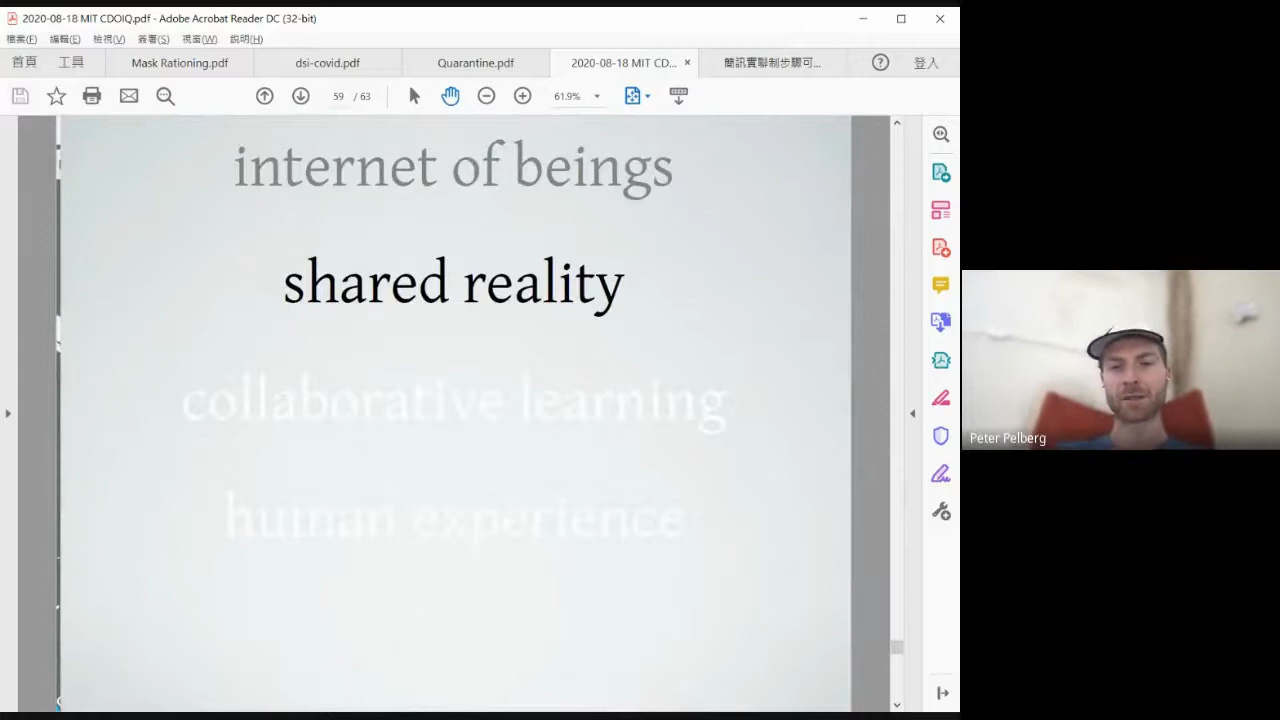 2020-08-18 MIT CDOIQ.pdf - Adobe Acrobat Reader DC (32-bit)
檔案(F) 編輯(E) 檢視(V) 簽署(S) 視窗(W) 說明(H)
首頁 工具 Mask Rationing.pdf dsi-covid.pdf Quarantine.pdf 2020-08-18 MIT CD... × 簡訊實聯制步驟可... ? 登入
59 / 63 61.9%
internet of beings
shared reality
collaborative learning
human experience
Peter Pelberg